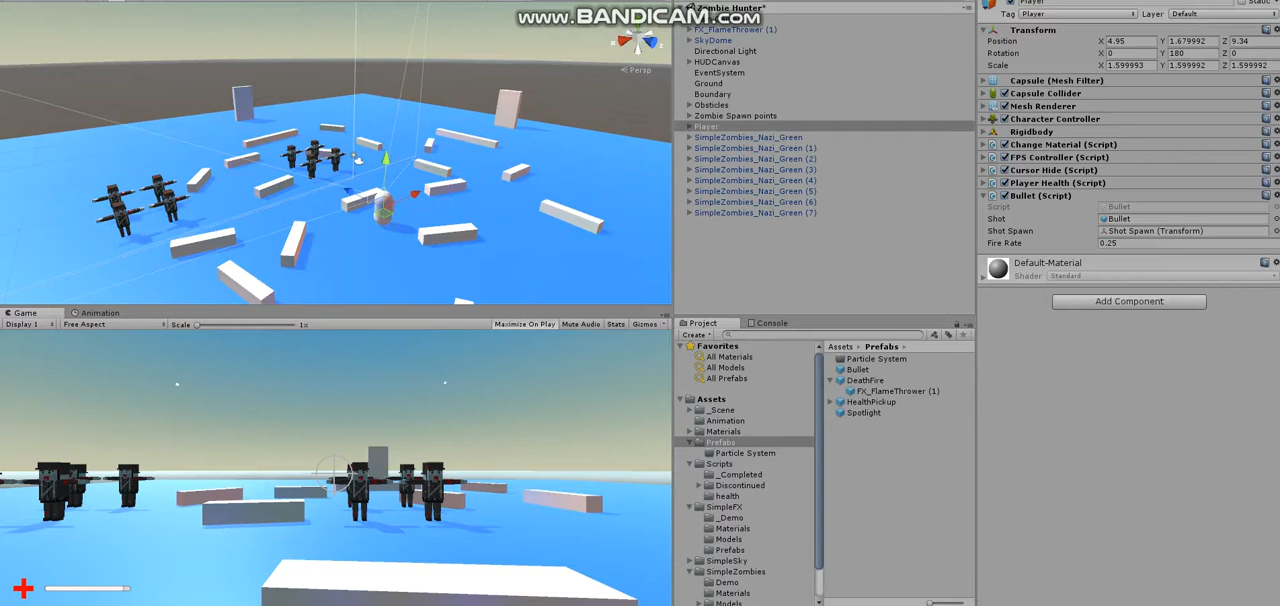 www.BANDICAM.com
Persp
x
z
Game
Animation
Display 1
Free Aspect
Scale
1x
Maximize On Play
Mute Audio
Stats
Gizmos
Zombie Hunter*
FX_FlameThrower (1)
SkyDome
Directional Light
HUDCanvas
EventSystem
Ground
Boundary
Obsticles
Zombie Spawn points
Player
SimpleZombies_Nazi_Green
SimpleZombies_Nazi_Green (1)
SimpleZombies_Nazi_Green (2)
SimpleZombies_Nazi_Green (3)
SimpleZombies_Nazi_Green (4)
SimpleZombies_Nazi_Green (5)
SimpleZombies_Nazi_Green (6)
SimpleZombies_Nazi_Green (7)
Project
Console
Create
Favorites
All Materials
All Models
All Prefabs
Assets
_Scene
Animation
Materials
Prefabs
Particle System
Scripts
_Completed
Discontinued
health
SimpleFX
_Demo
Materials
Models
Prefabs
SimpleSky
SimpleZombies
Demo
Materials
Models
Assets
Prefabs
Particle System
Bullet
DeathFire
FX_FlameThrower (1)
HealthPickup
Spotlight
Player
Static
Tag Player Layer Default
Transform
Position X 4.95 Y 1.679992 Z 9.34
Rotation X 0 Y 180 Z 0
Scale X 1.599993 Y 1.599992 Z 1.599992
Capsule (Mesh Filter)
Capsule Collider
Mesh Renderer
Character Controller
Rigidbody
Change Material (Script)
FPS Controller (Script)
Cursor Hide (Script)
Player Health (Script)
Bullet (Script)
Script Bullet
Shot Bullet
Shot Spawn Shot Spawn (Transform)
Fire Rate 0.25
Default-Material
Shader Standard
Add Component